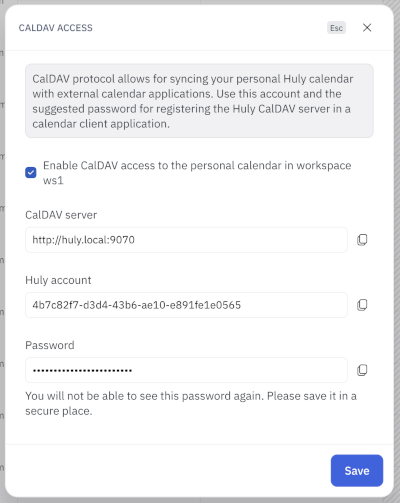 CALDAV ACCESS
Esc
CalDAV protocol allows for syncing your personal Huly calendar
with external calendar applications. Use this account and the
suggested password for registering the Huly CalDAV server in a
calendar client application.
Enable CalDAV access to the personal calendar in workspace
ws1
CalDAV server
http://huly.local:9070
Huly account
4b7c82f7-d3d4-43b6-ae10-e891fe1e0565
Password
••••••••••••••••••••••••
You will not be able to see this password again. Please save it in a
secure place.
Save